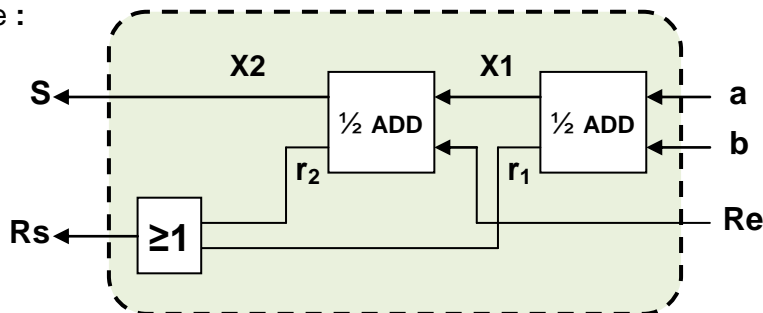 e :
X2
X1
S
½ ADD
½ ADD
a
b
r₂
r₁
Rs
≥1
Re